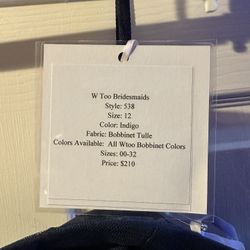 W Too Bridesmaids
Style: 538
Size: 12
Color: Indigo
Fabric: Bobbinet Tulle
Colors Available: All Wtoo Bobbinet Colors
Sizes: 00-32
Price: $210